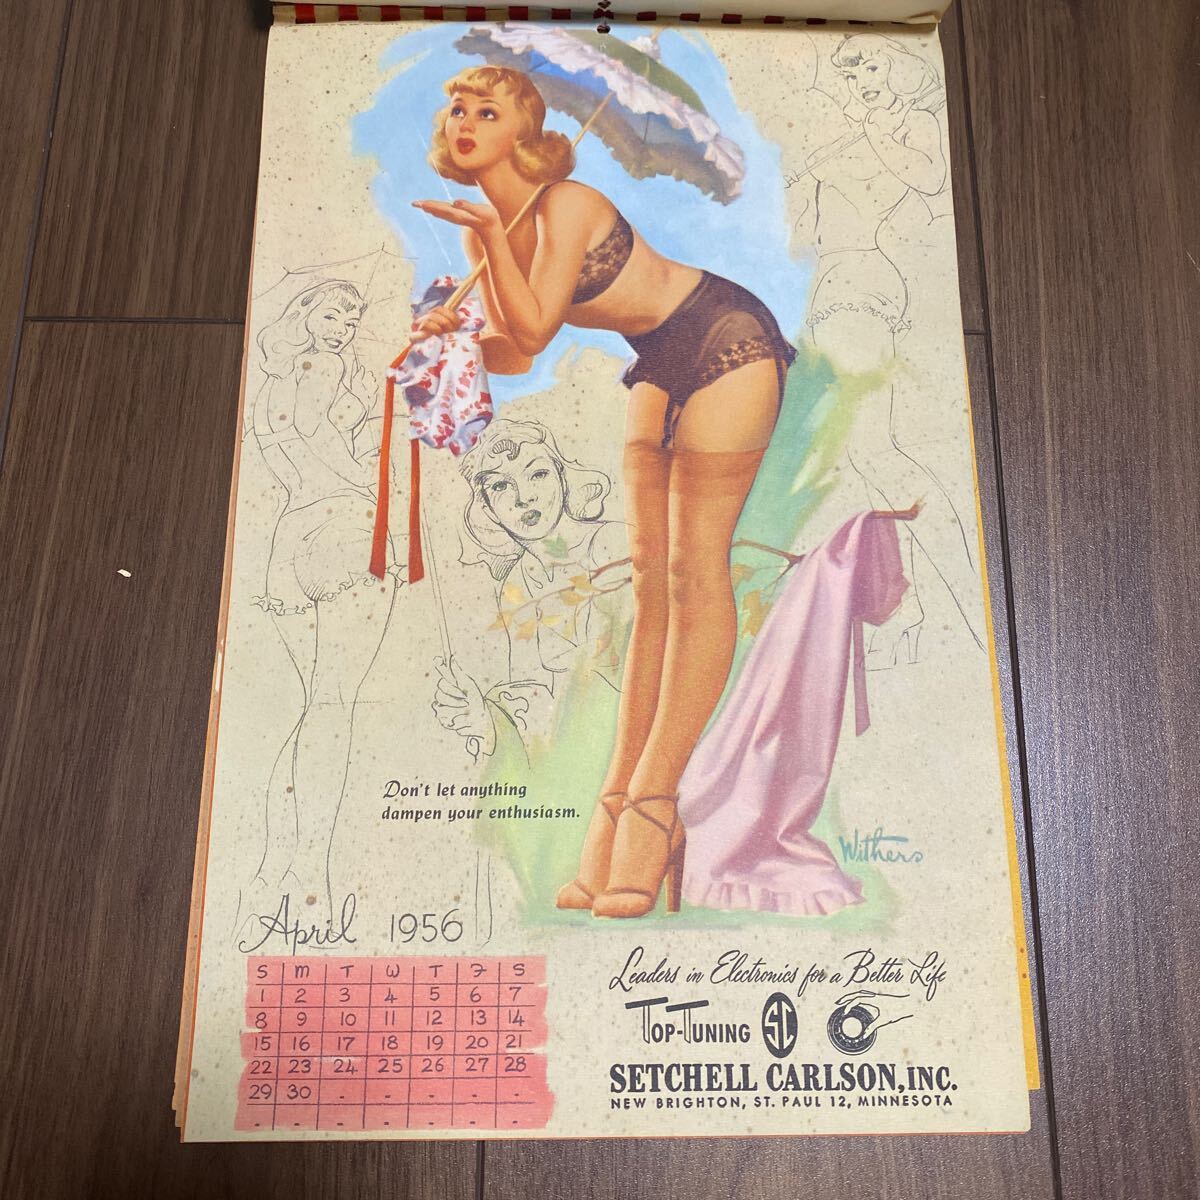 Don't let anything
dampen your enthusiasm.
Withers
April 1956
S M T W T F S
1 2 3 4 5 6 7
8 9 10 11 12 13 14
15 16 17 18 19 20 21
22 23 24 25 26 27 28
29 30 - - - - -
- - - - - - -
Leaders in Electronics for a Better Life
TOP-TUNING SC
SETCHELL CARLSON, INC.
NEW BRIGHTON, ST. PAUL 12, MINNESOTA